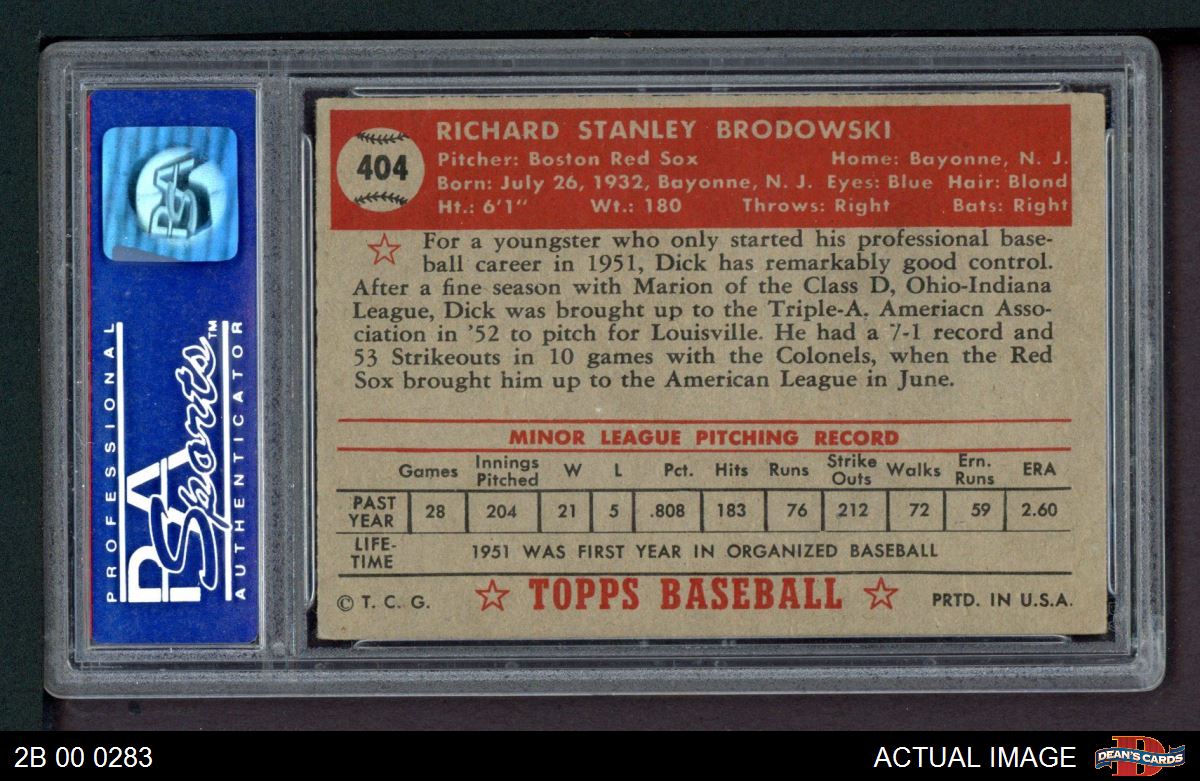 404
RICHARD STANLEY BRODOWSKI
Pitcher: Boston Red Sox Home: Bayonne, N. J.
Born: July 26, 1932, Bayonne, N. J. Eyes: Blue Hair: Blond
Ht.: 6'1" Wt.: 180 Throws: Right Bats: Right
For a youngster who only started his professional base-
ball career in 1951, Dick has remarkably good control.
After a fine season with Marion of the Class D, Ohio-Indiana
League, Dick was brought up to the Triple-A. Ameriacn Asso-
ciation in '52 to pitch for Louisville. He had a 7-1 record and
53 Strikeouts in 10 games with the Colonels, when the Red
Sox brought him up to the American League in June.
MINOR LEAGUE PITCHING RECORD
Games Innings Pitched W L Pct. Hits Runs Strike Outs Walks Ern. Runs ERA
PAST YEAR 28 204 21 5 .808 183 76 212 72 59 2.60
LIFE-TIME 1951 WAS FIRST YEAR IN ORGANIZED BASEBALL
© T. C. G. TOPPS BASEBALL PRTD. IN U.S.A.
PSA
PROFESSIONAL
PSA Sports™
AUTHENTICATOR
2B 00 0283
ACTUAL IMAGE
DEAN'S CARDS